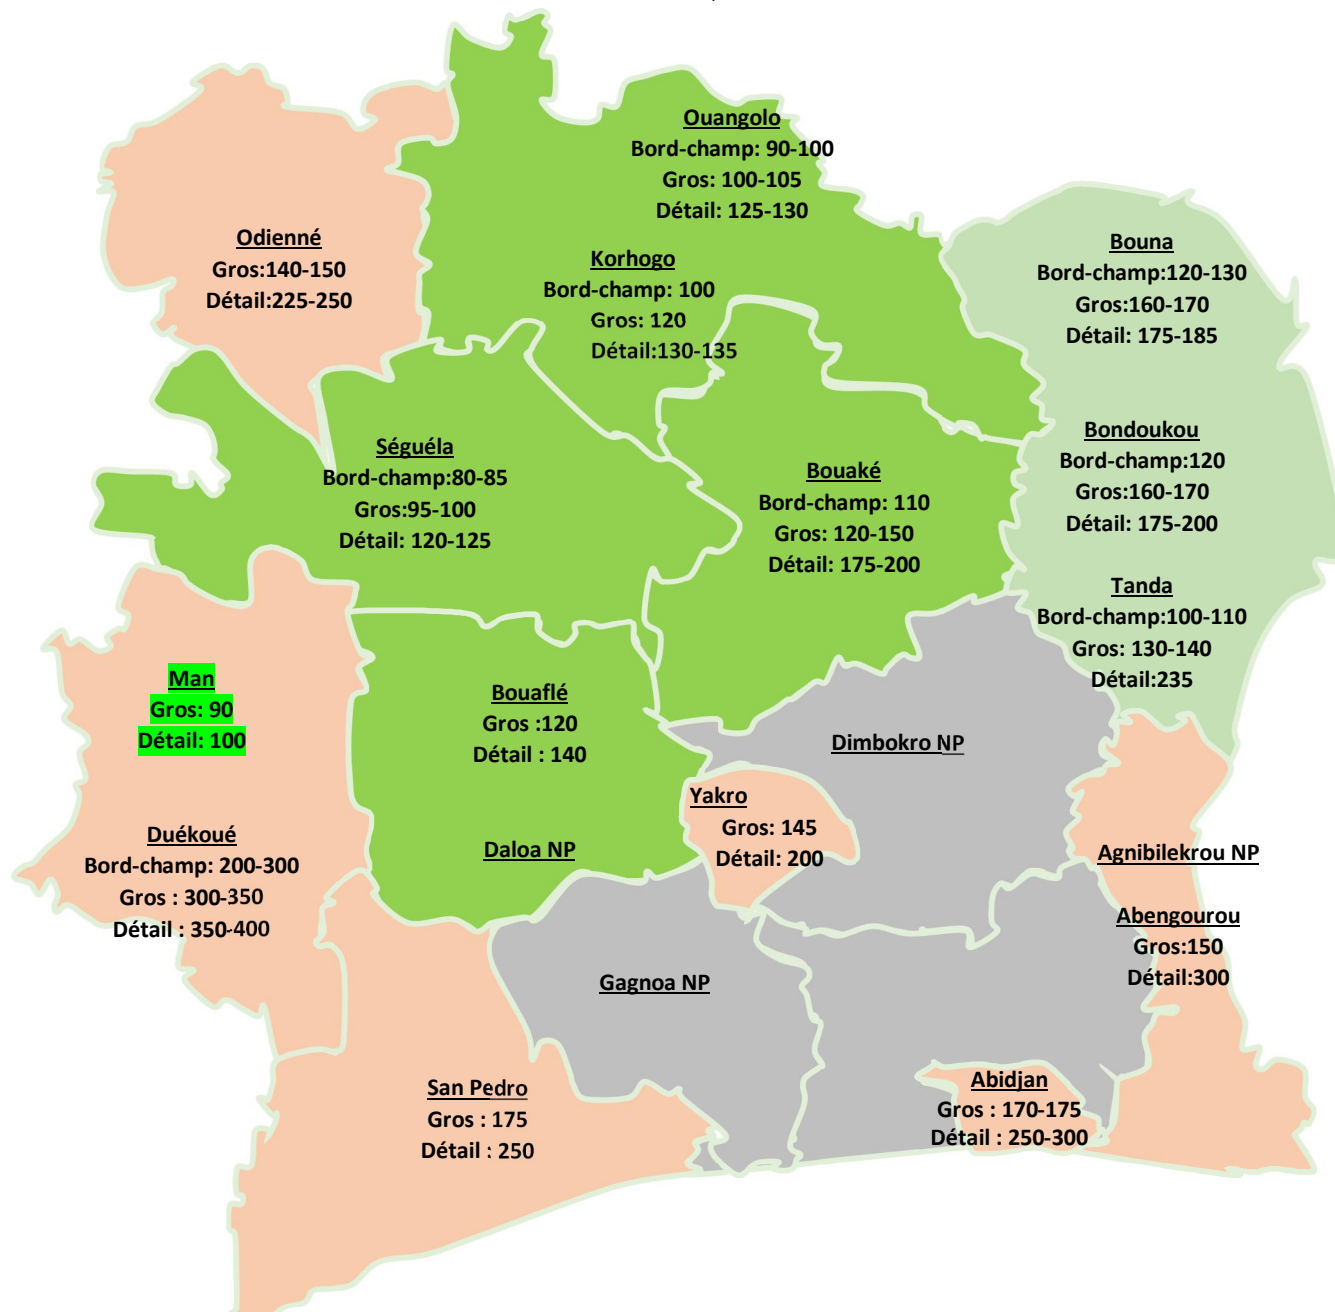 Ouangolo
Bord-champ: 90-100
Gros: 100-105
Détail: 125-130
Odienné
Gros:140-150
Détail:225-250
Korhogo
Bord-champ: 100
Gros: 120
Détail:130-135
Bouna
Bord-champ:120-130
Gros:160-170
Détail: 175-185
Séguéla
Bord-champ:80-85
Gros:95-100
Détail: 120-125
Bouaké
Bord-champ: 110
Gros: 120-150
Détail: 175-200
Bondoukou
Bord-champ:120
Gros:160-170
Détail: 175-200
Tanda
Bord-champ:100-110
Gros: 130-140
Détail:235
Man
Gros: 90
Détail: 100
Bouaflé
Gros :120
Détail : 140
Dimbokro NP
Yakro
Gros: 145
Détail: 200
Duékoué
Bord-champ: 200-300
Gros : 300-350
Détail : 350-400
Daloa NP
Agnibilekrou NP
Abengourou
Gros:150
Détail:300
Gagnoa NP
San Pedro
Gros : 175
Détail : 250
Abidjan
Gros : 170-175
Détail : 250-300